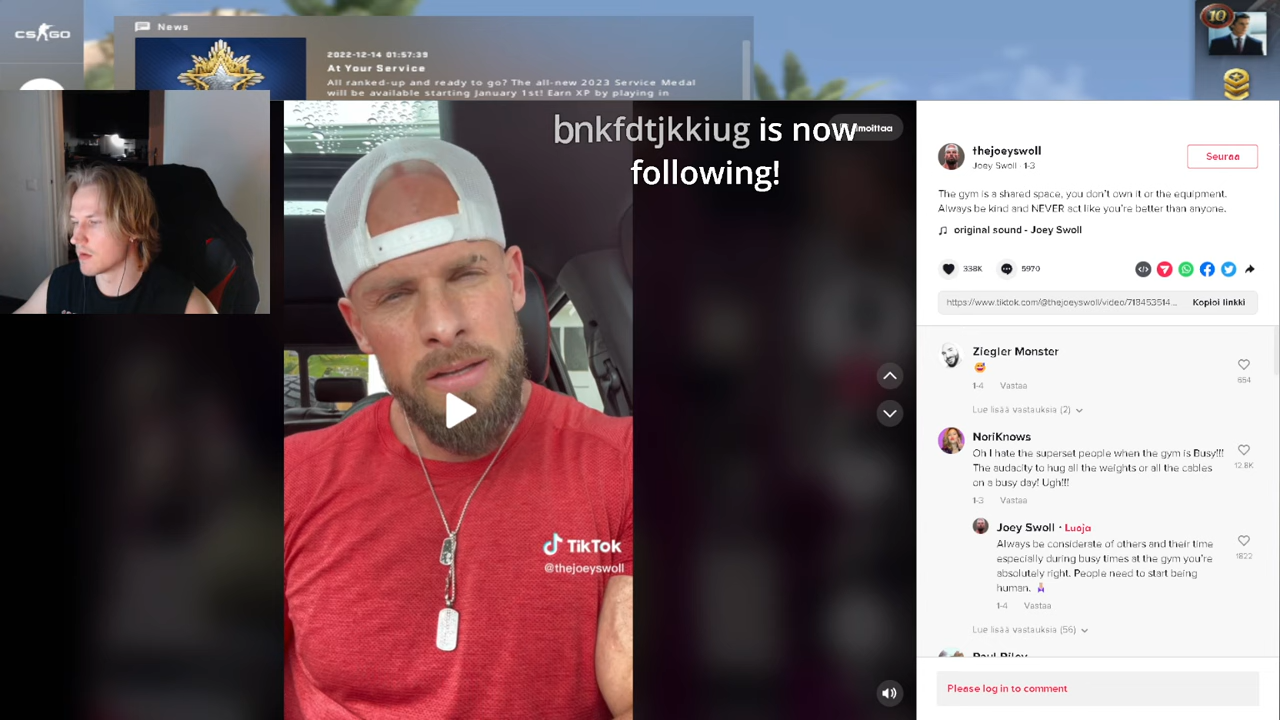 CS GO
News
2022-12-14 01:57:39
At Your Service
All ranked-up and ready to go? The all-new 2023 Service Medal
will be available starting January 1st! Earn XP by playing in
10
bnkfdtjkkiug is now
following!
lmoittaa
TikTok
@thejoeyswoll
thejoeyswoll
Joey Swoll · 1-3
Seuraa
The gym is a shared space, you don't own it or the equipment.
Always be kind and NEVER act like you're better than anyone.
original sound - Joey Swoll
338K
5970
https://www.tiktok.com/@thejoeyswoll/video/718453514...
Kopioi linkki
Ziegler Monster
1-4 Vastaa
654
Lue lisää vastauksia (2)
NoriKnows
Oh I hate the superset people when the gym is Busy!!!
The audacity to hug all the weights or all the cables
on a busy day! Ugh!!!
12.8K
1-3 Vastaa
Joey Swoll · Luoja
Always be considerate of others and their time
especially during busy times at the gym you're
absolutely right. People need to start being
human.
1822
1-4 Vastaa
Lue lisää vastauksia (56)
Paul Riley
Please log in to comment